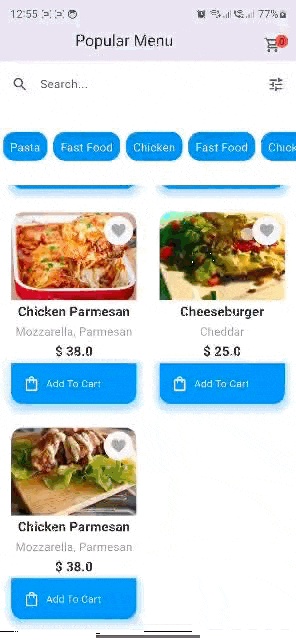 12:55 77%
Popular Menu
0
Search...
Pasta Fast Food Chicken Fast Food Chick
Chicken Parmesan Cheeseburger
Mozzarella, Parmesan Cheddar
$ 38.0 $ 25.0
Add To Cart Add To Cart
Chicken Parmesan
Mozzarella, Parmesan
$ 38.0
Add To Cart